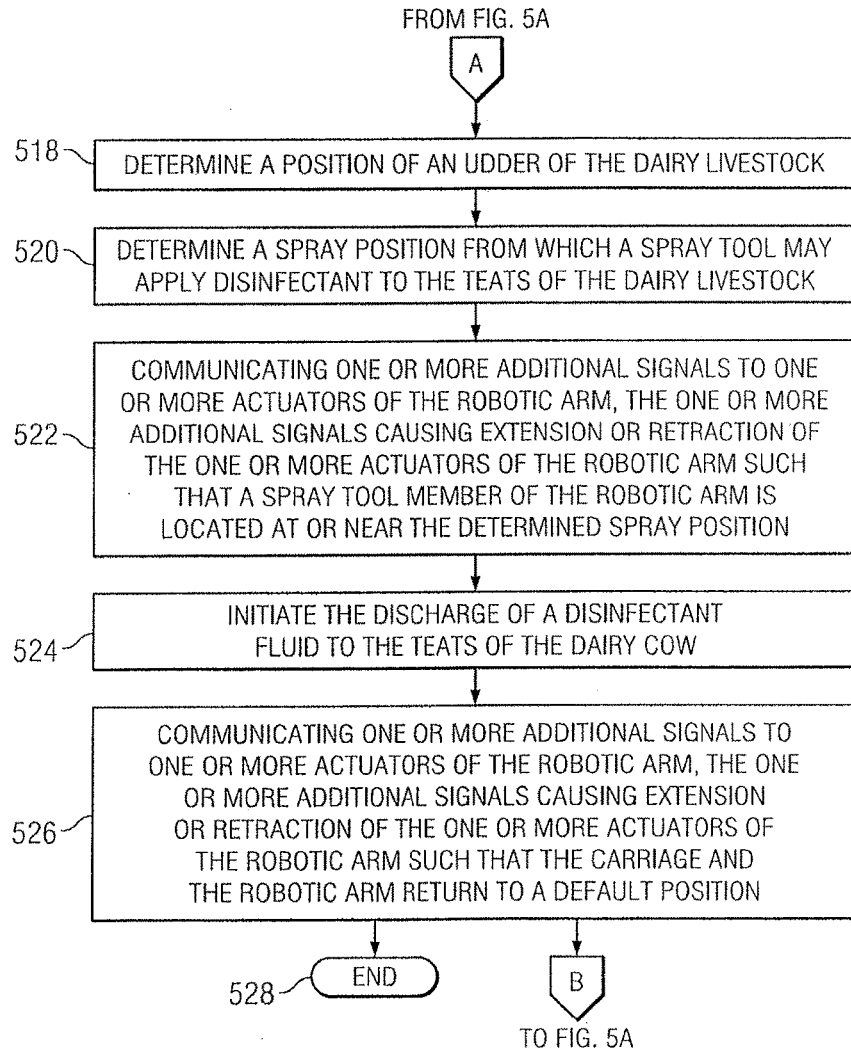 FROM FIG. 5A
A
518
DETERMINE A POSITION OF AN UDDER OF THE DAIRY LIVESTOCK
520
DETERMINE A SPRAY POSITION FROM WHICH A SPRAY TOOL MAY
APPLY DISINFECTANT TO THE TEATS OF THE DAIRY LIVESTOCK
522
COMMUNICATING ONE OR MORE ADDITIONAL SIGNALS TO ONE
OR MORE ACTUATORS OF THE ROBOTIC ARM, THE ONE OR MORE
ADDITIONAL SIGNALS CAUSING EXTENSION OR RETRACTION OF
THE ONE OR MORE ACTUATORS OF THE ROBOTIC ARM SUCH
THAT A SPRAY TOOL MEMBER OF THE ROBOTIC ARM IS
LOCATED AT OR NEAR THE DETERMINED SPRAY POSITION
524
INITIATE THE DISCHARGE OF A DISINFECTANT
FLUID TO THE TEATS OF THE DAIRY COW
526
COMMUNICATING ONE OR MORE ADDITIONAL SIGNALS TO
ONE OR MORE ACTUATORS OF THE ROBOTIC ARM, THE ONE
OR MORE ADDITIONAL SIGNALS CAUSING EXTENSION
OR RETRACTION OF THE ONE OR MORE ACTUATORS OF
THE ROBOTIC ARM SUCH THAT THE CARRIAGE AND
THE ROBOTIC ARM RETURN TO A DEFAULT POSITION
528
END
B
TO FIG. 5A